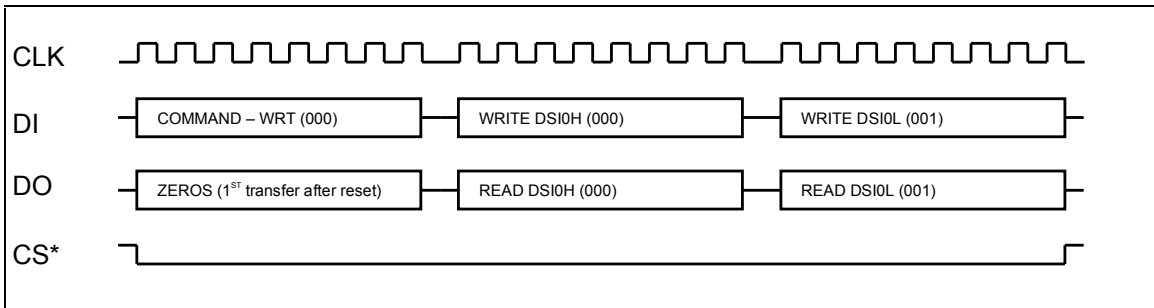 CLK
DI COMMAND – WRT (000) WRITE DSI0H (000) WRITE DSI0L (001)
DO ZEROS (1ST transfer after reset) READ DSI0H (000) READ DSI0L (001)
CS*